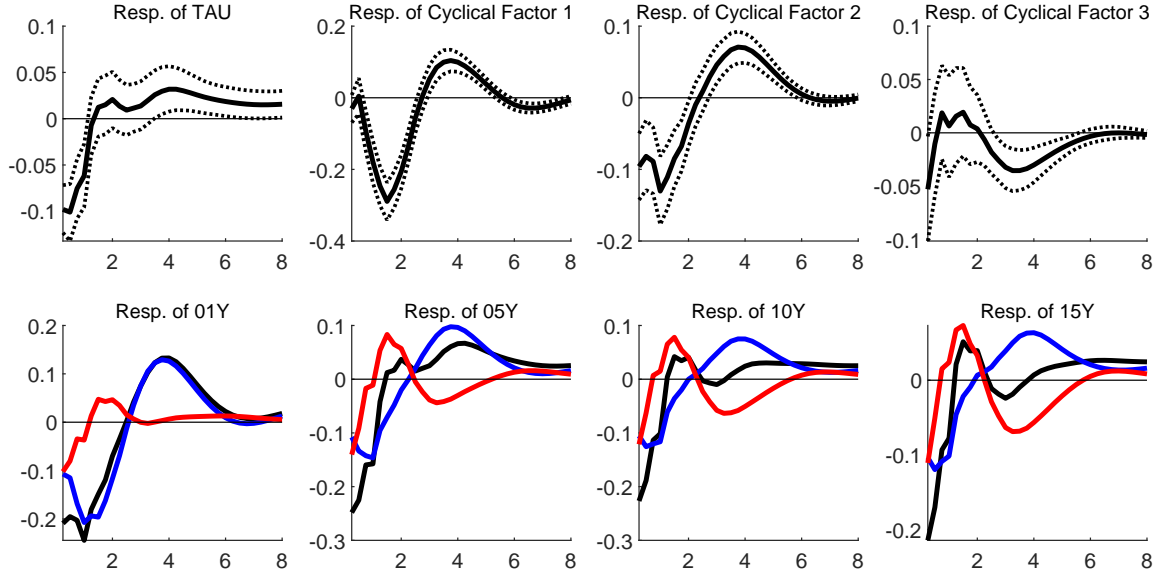 Resp. of TAU
0.1
0.05
0
-0.05
-0.1
2 4 6 8
Resp. of Cyclical Factor 1
0.2
0
-0.2
-0.4
2 4 6 8
Resp. of Cyclical Factor 2
0.1
0
-0.1
-0.2
2 4 6 8
Resp. of Cyclical Factor 3
0.1
0.05
0
-0.05
-0.1
2 4 6 8
Resp. of 01Y
0.2
0.1
0
-0.1
-0.2
2 4 6 8
Resp. of 05Y
0.1
0
-0.1
-0.2
-0.3
2 4 6 8
Resp. of 10Y
0.1
0
-0.1
-0.2
-0.3
2 4 6 8
Resp. of 15Y
0
-0.1
-0.2
2 4 6 8